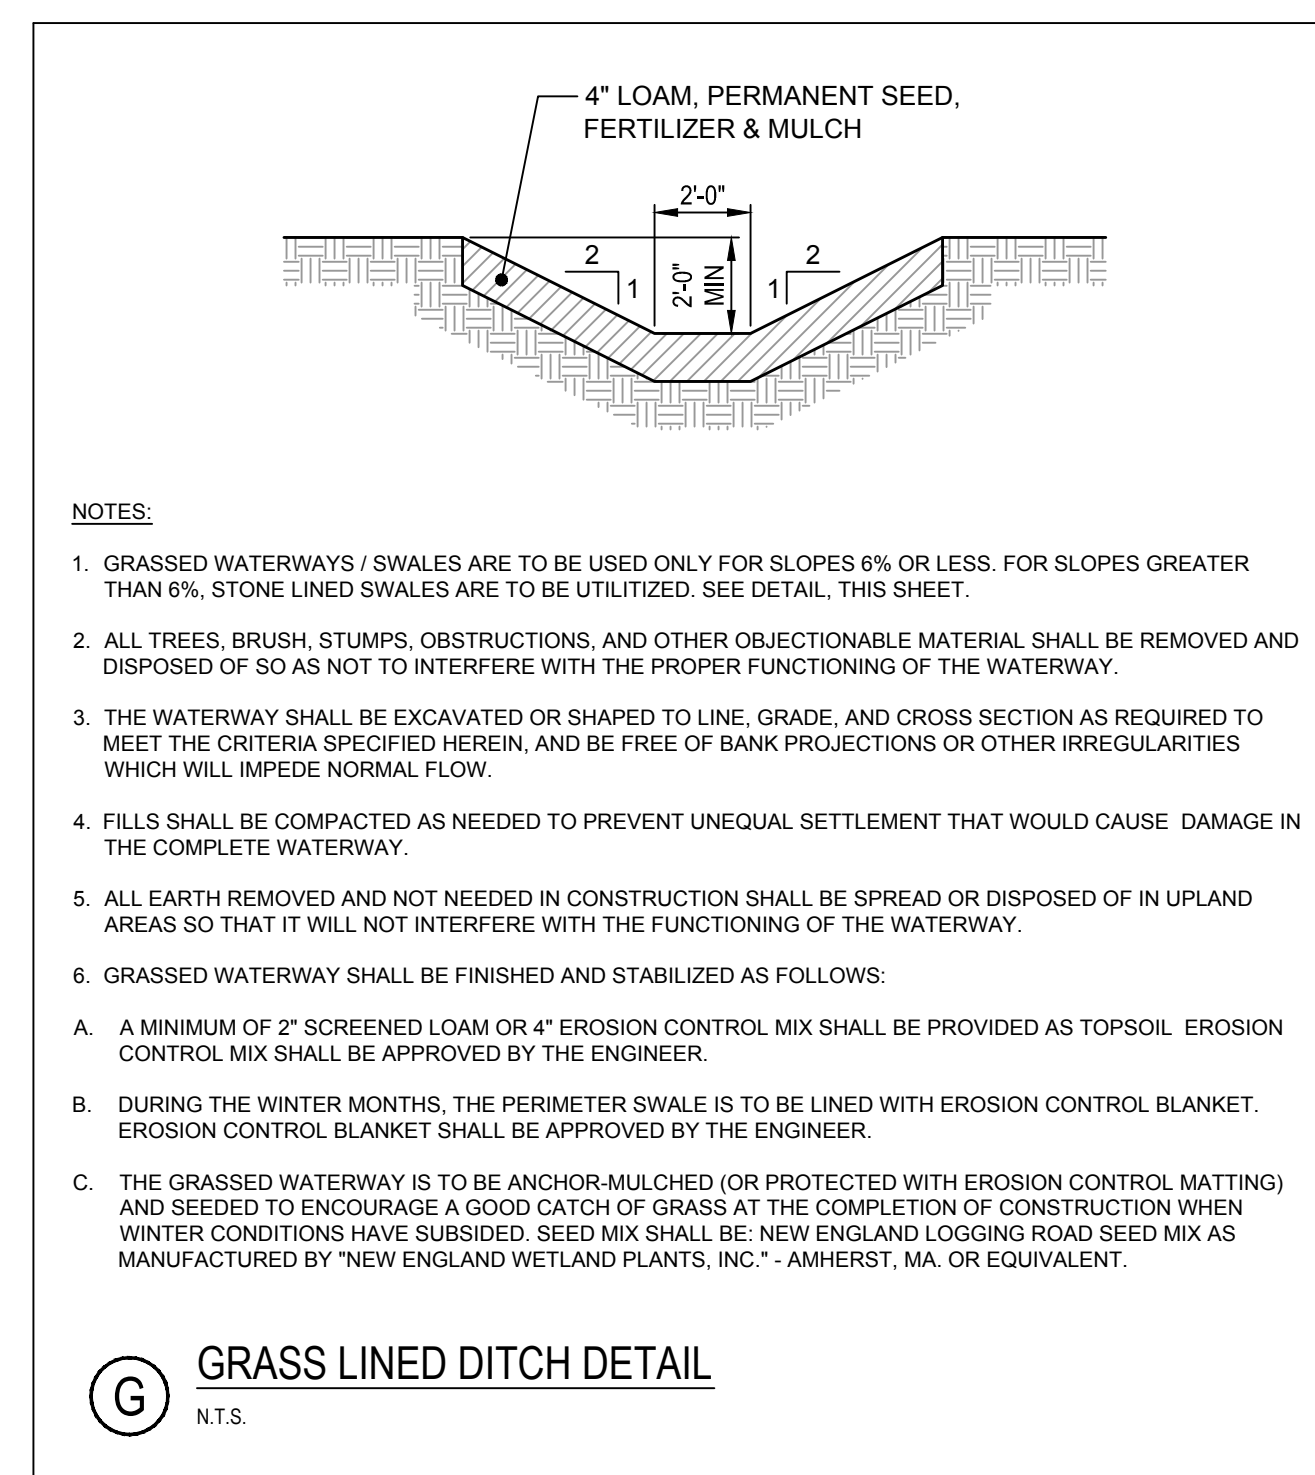 4" LOAM, PERMANENT SEED,
FERTILIZER & MULCH
2'-0"
2
1
2'-0"
MIN
1
2
NOTES:
1. GRASSED WATERWAYS / SWALES ARE TO BE USED ONLY FOR SLOPES 6% OR LESS. FOR SLOPES GREATER
THAN 6%, STONE LINED SWALES ARE TO BE UTILITIZED. SEE DETAIL, THIS SHEET.
2. ALL TREES, BRUSH, STUMPS, OBSTRUCTIONS, AND OTHER OBJECTIONABLE MATERIAL SHALL BE REMOVED AND
DISPOSED OF SO AS NOT TO INTERFERE WITH THE PROPER FUNCTIONING OF THE WATERWAY.
3. THE WATERWAY SHALL BE EXCAVATED OR SHAPED TO LINE, GRADE, AND CROSS SECTION AS REQUIRED TO
MEET THE CRITERIA SPECIFIED HEREIN, AND BE FREE OF BANK PROJECTIONS OR OTHER IRREGULARITIES
WHICH WILL IMPEDE NORMAL FLOW.
4. FILLS SHALL BE COMPACTED AS NEEDED TO PREVENT UNEQUAL SETTLEMENT THAT WOULD CAUSE DAMAGE IN
THE COMPLETE WATERWAY.
5. ALL EARTH REMOVED AND NOT NEEDED IN CONSTRUCTION SHALL BE SPREAD OR DISPOSED OF IN UPLAND
AREAS SO THAT IT WILL NOT INTERFERE WITH THE FUNCTIONING OF THE WATERWAY.
6. GRASSED WATERWAY SHALL BE FINISHED AND STABILIZED AS FOLLOWS:
A. A MINIMUM OF 2" SCREENED LOAM OR 4" EROSION CONTROL MIX SHALL BE PROVIDED AS TOPSOIL EROSION
CONTROL MIX SHALL BE APPROVED BY THE ENGINEER.
B. DURING THE WINTER MONTHS, THE PERIMETER SWALE IS TO BE LINED WITH EROSION CONTROL BLANKET.
EROSION CONTROL BLANKET SHALL BE APPROVED BY THE ENGINEER.
C. THE GRASSED WATERWAY IS TO BE ANCHOR-MULCHED (OR PROTECTED WITH EROSION CONTROL MATTING)
AND SEEDED TO ENCOURAGE A GOOD CATCH OF GRASS AT THE COMPLETION OF CONSTRUCTION WHEN
WINTER CONDITIONS HAVE SUBSIDED. SEED MIX SHALL BE: NEW ENGLAND LOGGING ROAD SEED MIX AS
MANUFACTURED BY "NEW ENGLAND WETLAND PLANTS, INC." - AMHERST, MA. OR EQUIVALENT.
G
GRASS LINED DITCH DETAIL
N.T.S.